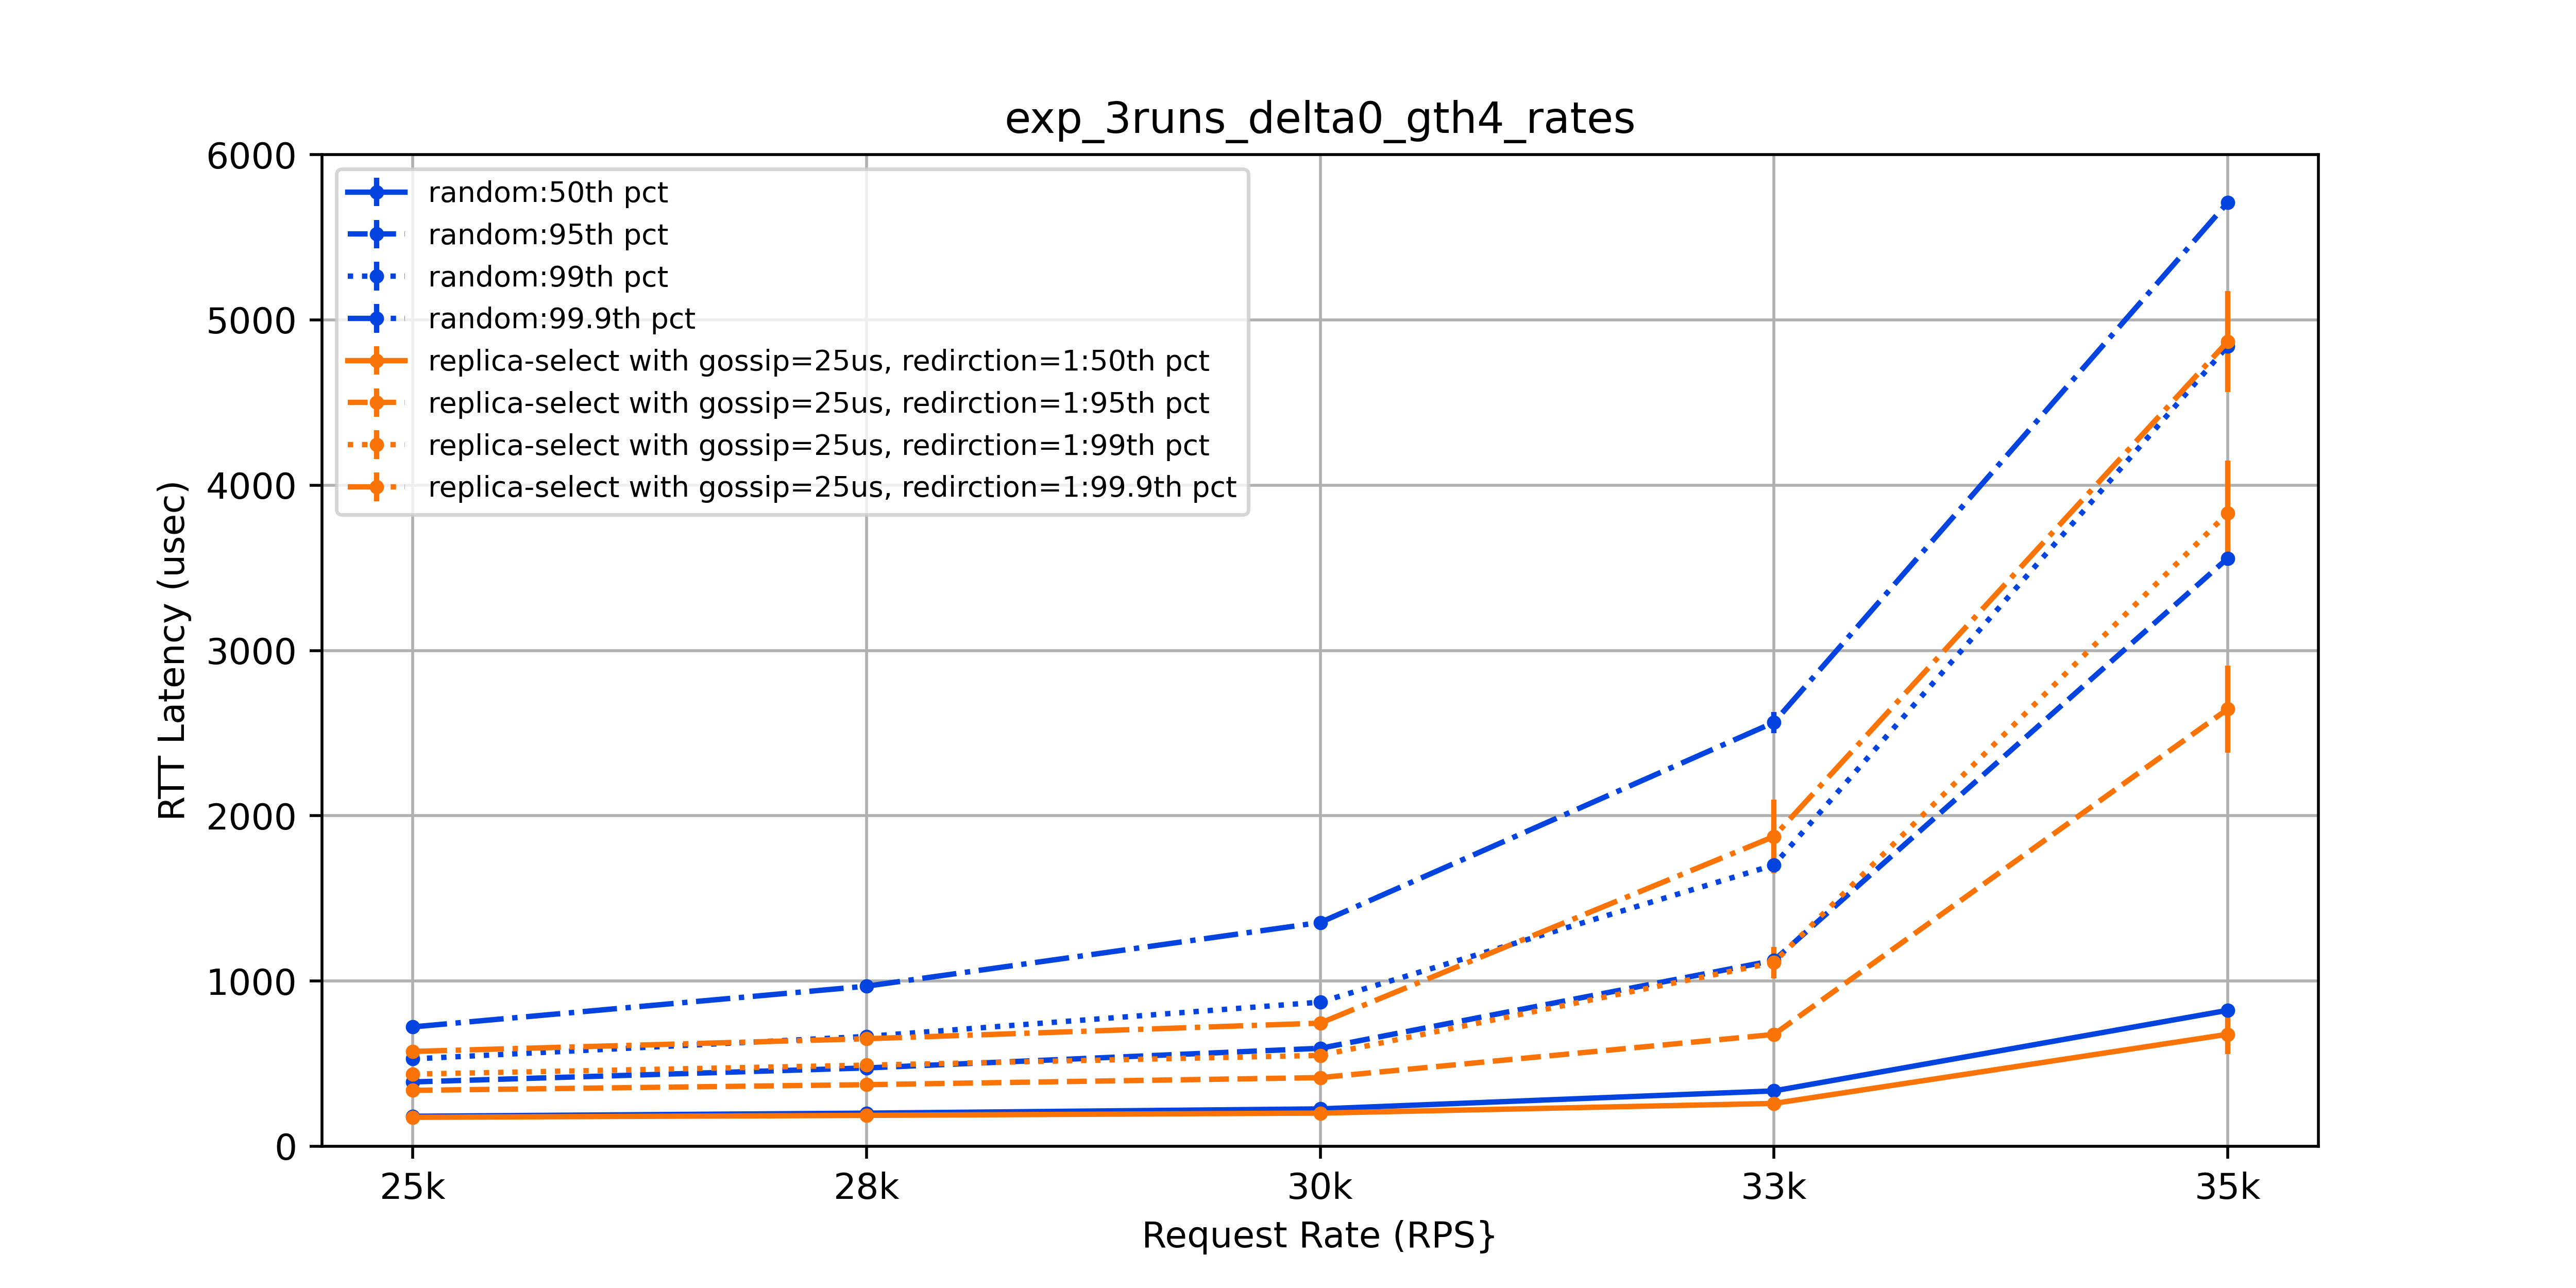 exp_3runs_delta0_gth4_rates
6000
5000
4000
3000
2000
1000
0
RTT Latency (usec)
random:50th pct
random:95th pct
random:99th pct
random:99.9th pct
replica-select with gossip=25us, redirction=1:50th pct
replica-select with gossip=25us, redirction=1:95th pct
replica-select with gossip=25us, redirction=1:99th pct
replica-select with gossip=25us, redirction=1:99.9th pct
25k 28k 30k 33k 35k
Request Rate (RPS}